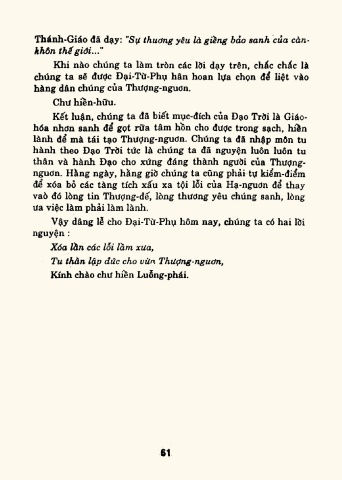 Thánh-Giáo đã dạy: "Sự thương yêu là giềng bảo sanh của càn-
khôn thế giới..."
Khi nào chúng ta làm tròn các lời dạy trên, chắc chắc là
chúng ta sẽ được Đại-Từ-Phụ hân hoan lựa chọn để liệt vào
hàng dân chúng của Thượng-nguơn.
Chư hiền-hữu.
Kết luận, chúng ta đã biết mục-đích của Đạo Trời là Giáo-
hóa nhơn sanh để gọt rữa tâm hồn cho được trong sạch, hiền
lành để mà tái tạo Thượng-nguơn. Chúng ta đã nhập môn tu
hành theo Đạo Trời tức là chúng ta đã nguyện luôn luôn tu
thân và hành Đạo cho xứng đáng thành người của Thượng-
nguơn. Hằng ngày, hằng giờ chúng ta cũng phải tự kiểm-điểm
để xóa bỏ các tàng tích xấu xa tội lỗi của Hạ-nguơn để thay
vaò đó lòng tin Thượng-đế, lòng thương yêu chúng sanh, lòng
ưa việc làm phải làm lành.
Vậy dâng lễ cho Đại-Từ-Phụ hôm nay, chúng ta có hai lời
nguyện :
Xóa lần các lỗi lầm xưa,
Tu thân lập đức cho vừa Thượng-nguơn,
Kính chào chư hiền Luỡng-phái.
61